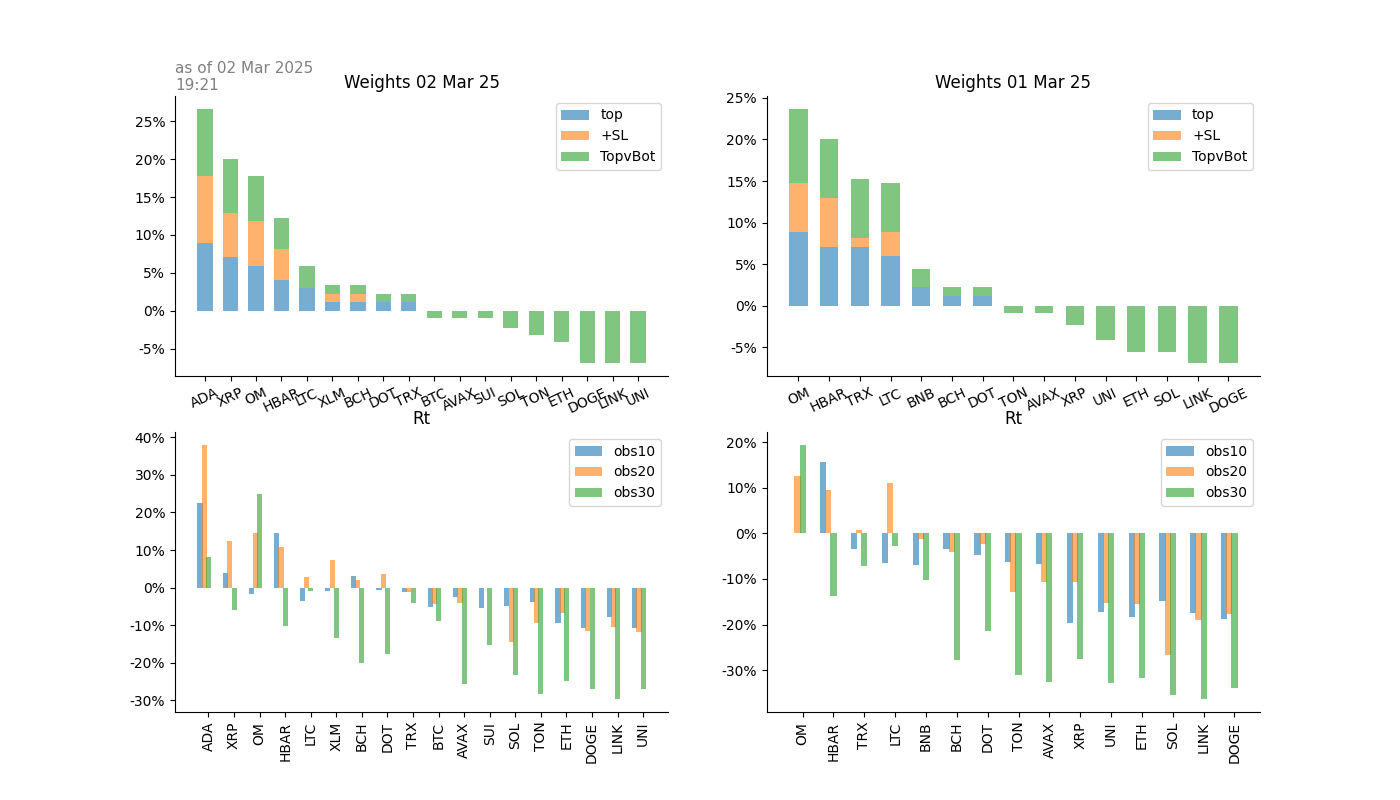 as of 02 Mar 2025
19:21
Weights 02 Mar 25
25%
20%
15%
10%
5%
0%
-5%
top
+SL
TopvBot
ADA XRP OM HBAR LTC XLM BCH DOT TRX BTC AVAX SUI SOL TON ETH DOGE LINK UNI
Weights 01 Mar 25
25%
20%
15%
10%
5%
0%
-5%
top
+SL
TopvBot
OM HBAR TRX LTC BNB BCH DOT TON AVAX XRP UNI ETH SOL LINK DOGE
Rt
40%
30%
20%
10%
0%
-10%
-20%
-30%
obs10
obs20
obs30
ADA XRP OM HBAR LTC XLM BCH DOT TRX BTC AVAX SUI SOL TON ETH DOGE LINK UNI
Rt
20%
10%
0%
-10%
-20%
-30%
obs10
obs20
obs30
OM HBAR TRX LTC BNB BCH DOT TON AVAX XRP UNI ETH SOL LINK DOGE